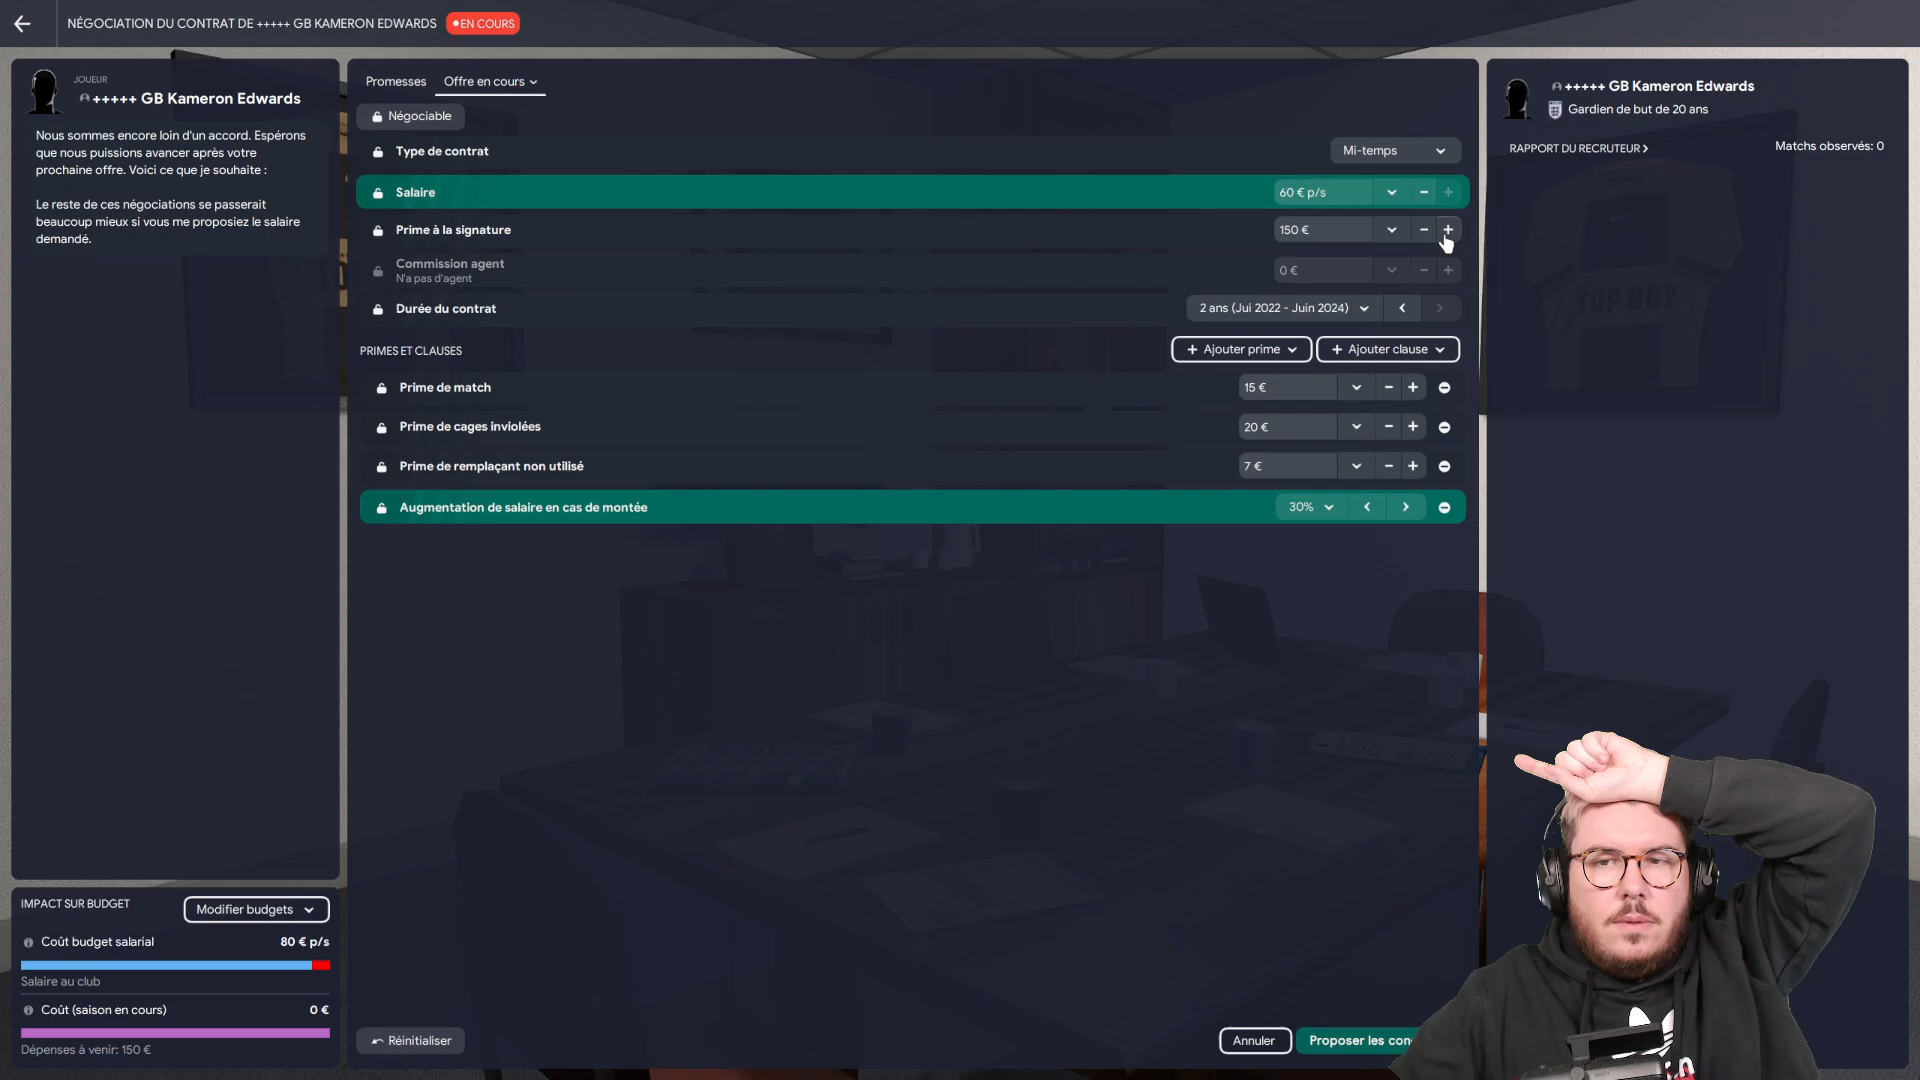 NÉGOCIATION DU CONTRAT DE +++++ GB KAMERON EDWARDS
EN COURS
JOUEUR
+++++ GB Kameron Edwards
Nous sommes encore loin d'un accord. Espérons
que nous puissions avancer après votre
prochaine offre. Voici ce que je souhaite :
Le reste de ces négociations se passerait
beaucoup mieux si vous me proposiez le salaire
demandé.
Promesses
Offre en cours
Négociable
Type de contrat
Mi-temps
Salaire
60 € p/s
Prime à la signature
150 €
Commission agent
N'a pas d'agent
0 €
Durée du contrat
2 ans (Jui 2022 - Juin 2024)
PRIMES ET CLAUSES
+ Ajouter prime
+ Ajouter clause
Prime de match
15 €
Prime de cages inviolées
20 €
Prime de remplaçant non utilisé
7 €
Augmentation de salaire en cas de montée
30%
+++++ GB Kameron Edwards
Gardien de but de 20 ans
RAPPORT DU RECRUTEUR
Matchs observés: 0
TOP BOY
IMPACT SUR BUDGET
Modifier budgets
Coût budget salarial
80 € p/s
Salaire au club
Coût (saison en cours)
0 €
Dépenses à venir: 150 €
Réinitialiser
Annuler
Proposer les con